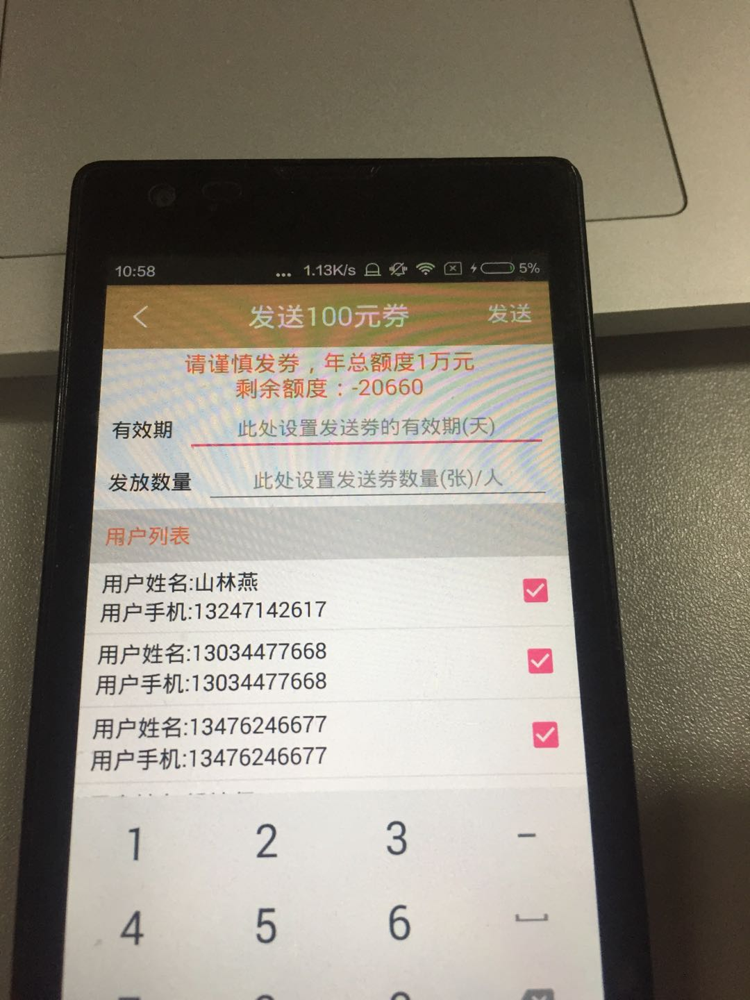 10:58
... 1.13K/s 5%
发送100元券
发送
请谨慎发券，年总额度1万元
剩余额度：-20660
有效期
此处设置发送券的有效期(天)
发放数量
此处设置发送券数量(张)/人
用户列表
用户姓名:山林燕
用户手机:13247142617
用户姓名:13034477668
用户手机:13034477668
用户姓名:13476246677
用户手机:13476246677
1 2 3 -
4 5 6